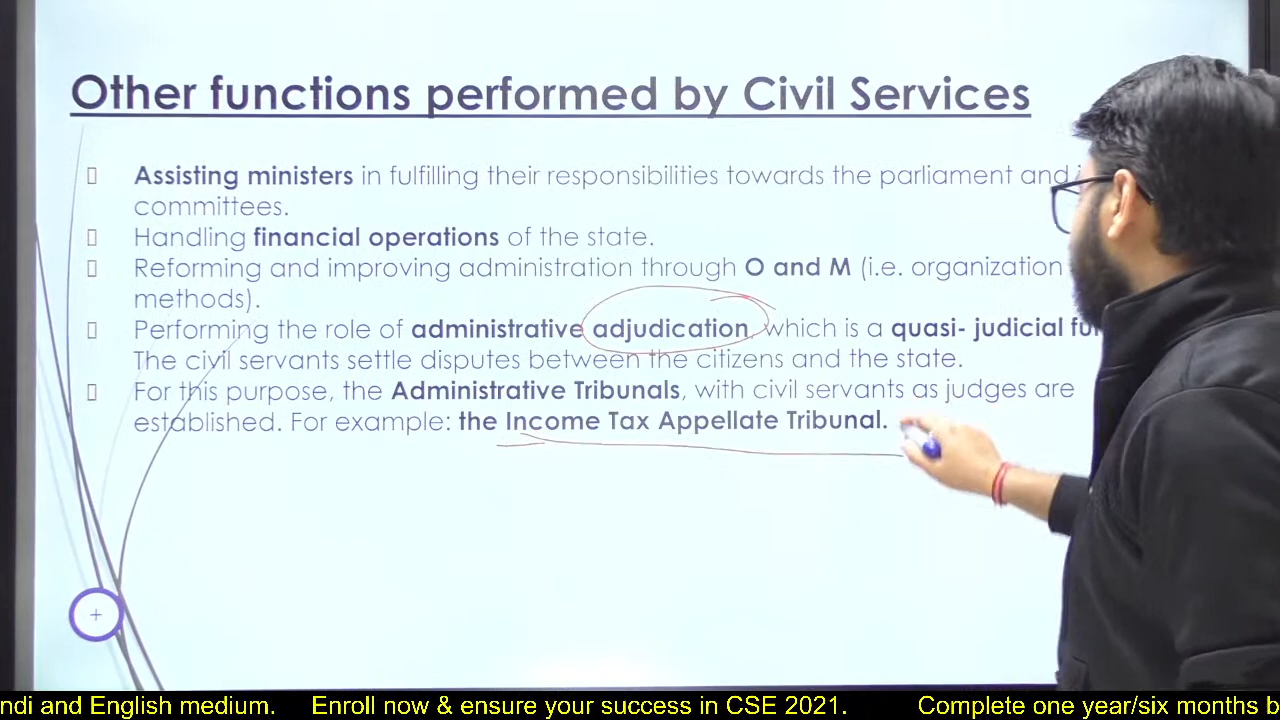 Other functions performed by Civil Services
Assisting ministers in fulfilling their responsibilities towards the parliament and
committees.
Handling financial operations of the state.
Reforming and improving administration through O and M (i.e. organization
methods).
Performing the role of administrative adjudication, which is a quasi- judicial
The civil servants settle disputes between the citizens and the state.
For this purpose, the Administrative Tribunals, with civil servants as judges are
established. For example: the Income Tax Appellate Tribunal.
+
ndi and English medium. Enroll now & ensure your success in CSE 2021. Complete one year/six months b